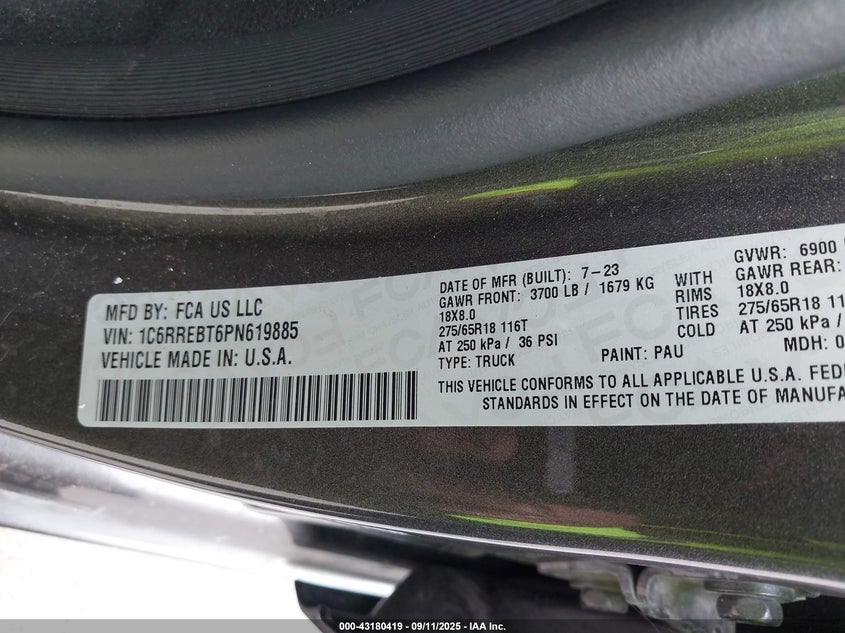 MFD BY: FCA US LLC
VIN: 1C6RREBT6PN619885
VEHICLE MADE IN: U.S.A.
DATE OF MFR (BUILT): 7-23
GAWR FRONT: 3700 LB / 1679 KG
18X8.0
275/65R18 116T
AT 250 kPa / 36 PSI
TYPE: TRUCK
WITH
RIMS
TIRES
COLD
GVWR: 6900
GAWR REAR:
18X8.0
275/65R18 11
AT 250 kPa /
PAINT: PAU
MDH: 0
THIS VEHICLE CONFORMS TO ALL APPLICABLE U.S.A. FEDE
STANDARDS IN EFFECT ON THE DATE OF MANUFA
000-43180419 - 09/11/2025 - IAA Inc.